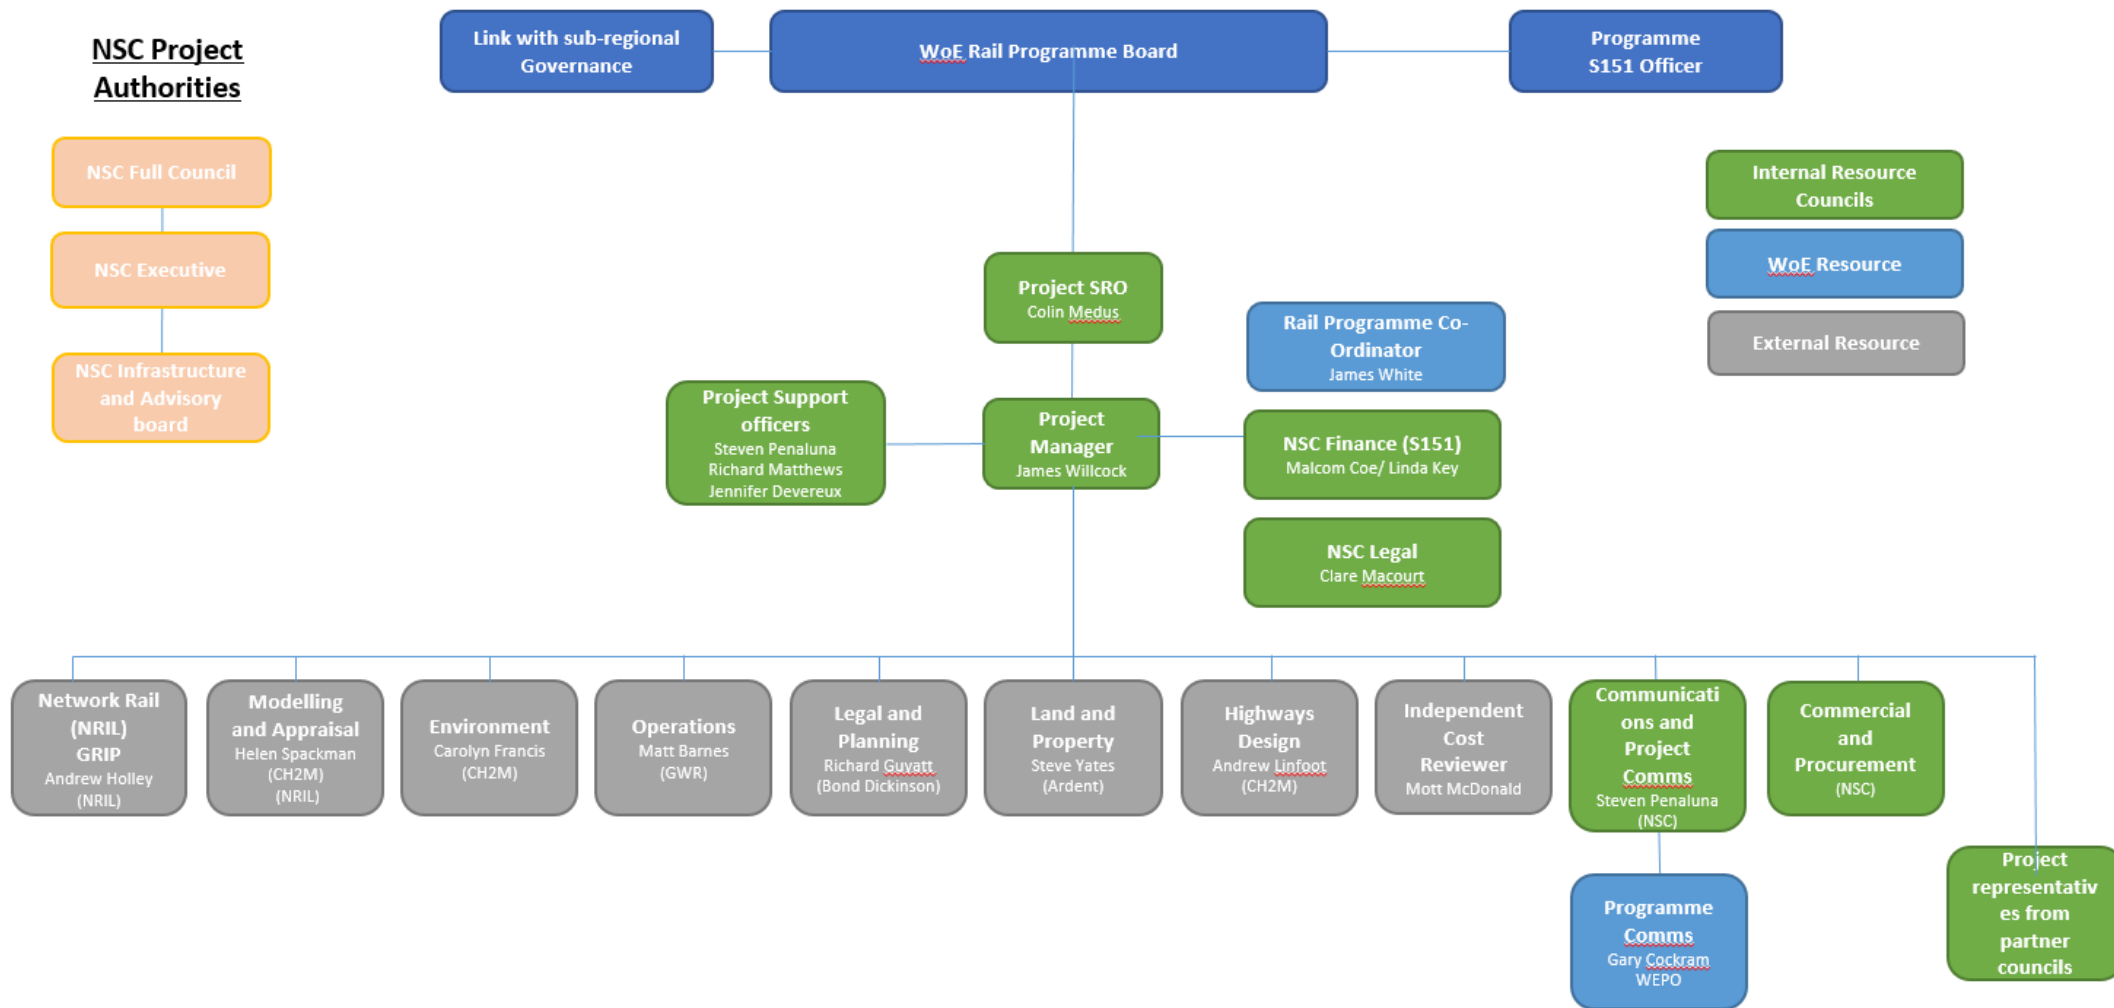 NSC Project
Authorities
Link with sub-regional
Governance
WoE Rail Programme Board
Programme
S151 Officer
NSC Full Council
NSC Executive
NSC Infrastructure
and Advisory
board
Internal Resource
Councils
WoE Resource
External Resource
Project SRO
Colin Medus
Rail Programme Co-
Ordinator
James White
Project Support
officers
Steven Penaluna
Richard Matthews
Jennifer Devereux
Project
Manager
James Willcock
NSC Finance (S151)
Malcom Coe/ Linda Key
NSC Legal
Clare Macourt
Network Rail
(NRIL)
GRIP
Andrew Holley
(NRIL)
Modelling
and Appraisal
Helen Spackman
(CH2M)
(NRIL)
Environment
Carolyn Francis
(CH2M)
Operations
Matt Barnes
(GWR)
Legal and
Planning
Richard Guyatt
(Bond Dickinson)
Land and
Property
Steve Yates
(Ardent)
Highways
Design
Andrew Linfoot
(CH2M)
Independent
Cost
Reviewer
Mott McDonald
Communicati
ons and
Project
Comms
Steven Penaluna
(NSC)
Commercial
and
Procurement
(NSC)
Programme
Comms
Gary Cockram
WEPO
Project
representativ
es from
partner
councils